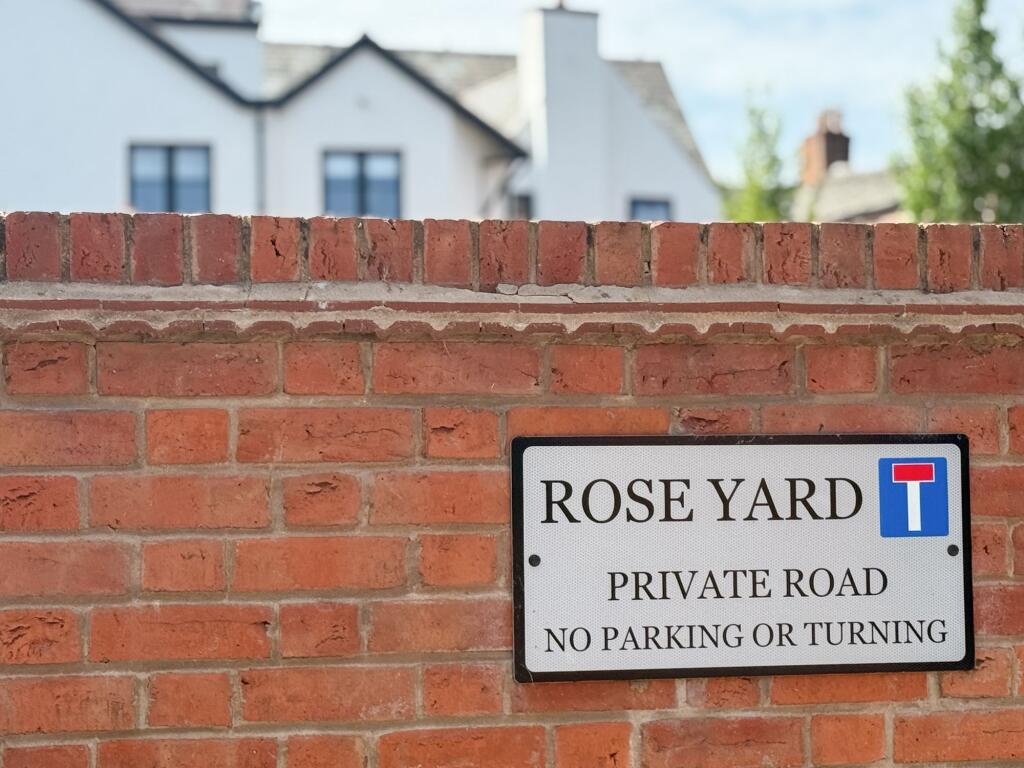 ROSE YARD
PRIVATE ROAD
NO PARKING OR TURNING